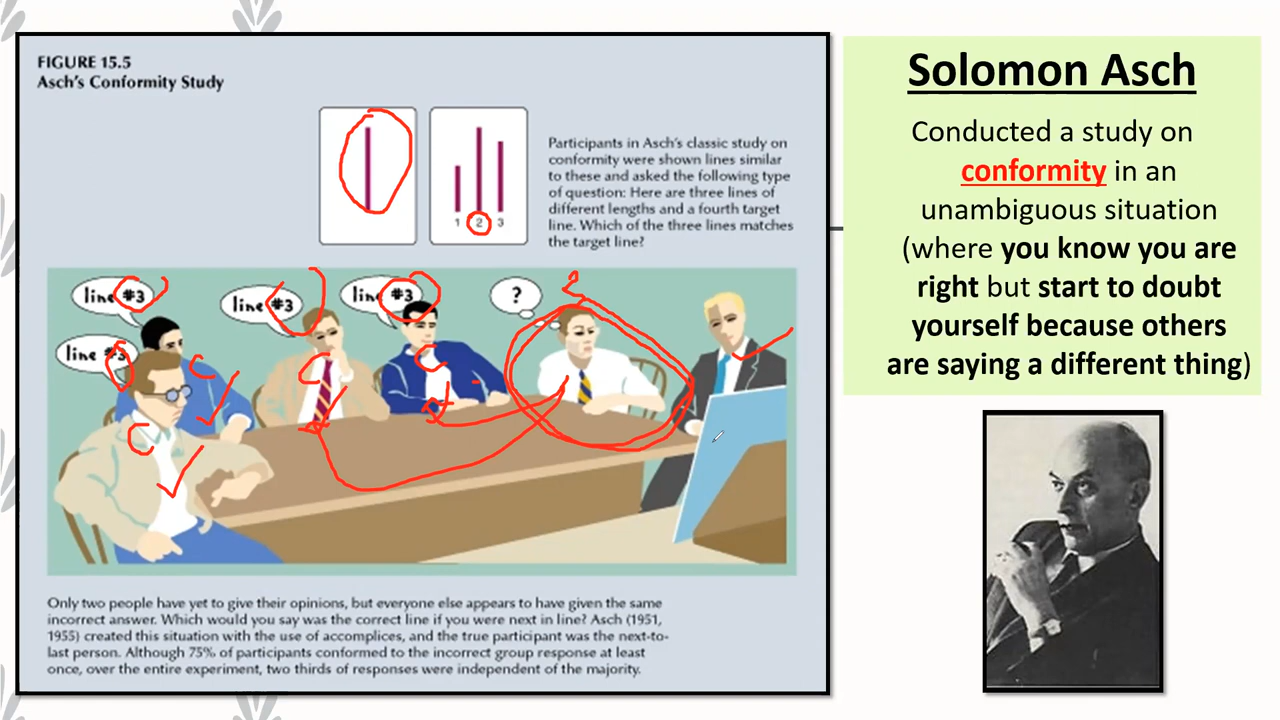 FIGURE 15.5
Asch's Conformity Study
1 2 3
Participants in Asch's classic study on
conformity were shown lines similar
to these and asked the following type
of question: Here are three lines of
different lengths and a fourth target
line. Which of the three lines matches
the target line?
line #3
line #3
line #3
?
line #3
C
C
C
C
Only two people have yet to give their opinions, but everyone else appears to have given the same
incorrect answer. Which would you say was the correct line if you were next in line? Asch (1951,
1955) created this situation with the use of accomplices, and the true participant was the next-to-
last person. Although 75% of participants conformed to the incorrect group response at least
once, over the entire experiment, two thirds of responses were independent of the majority.
Solomon Asch
Conducted a study on
conformity in an
unambiguous situation
(where you know you are
right but start to doubt
yourself because others
are saying a different thing)